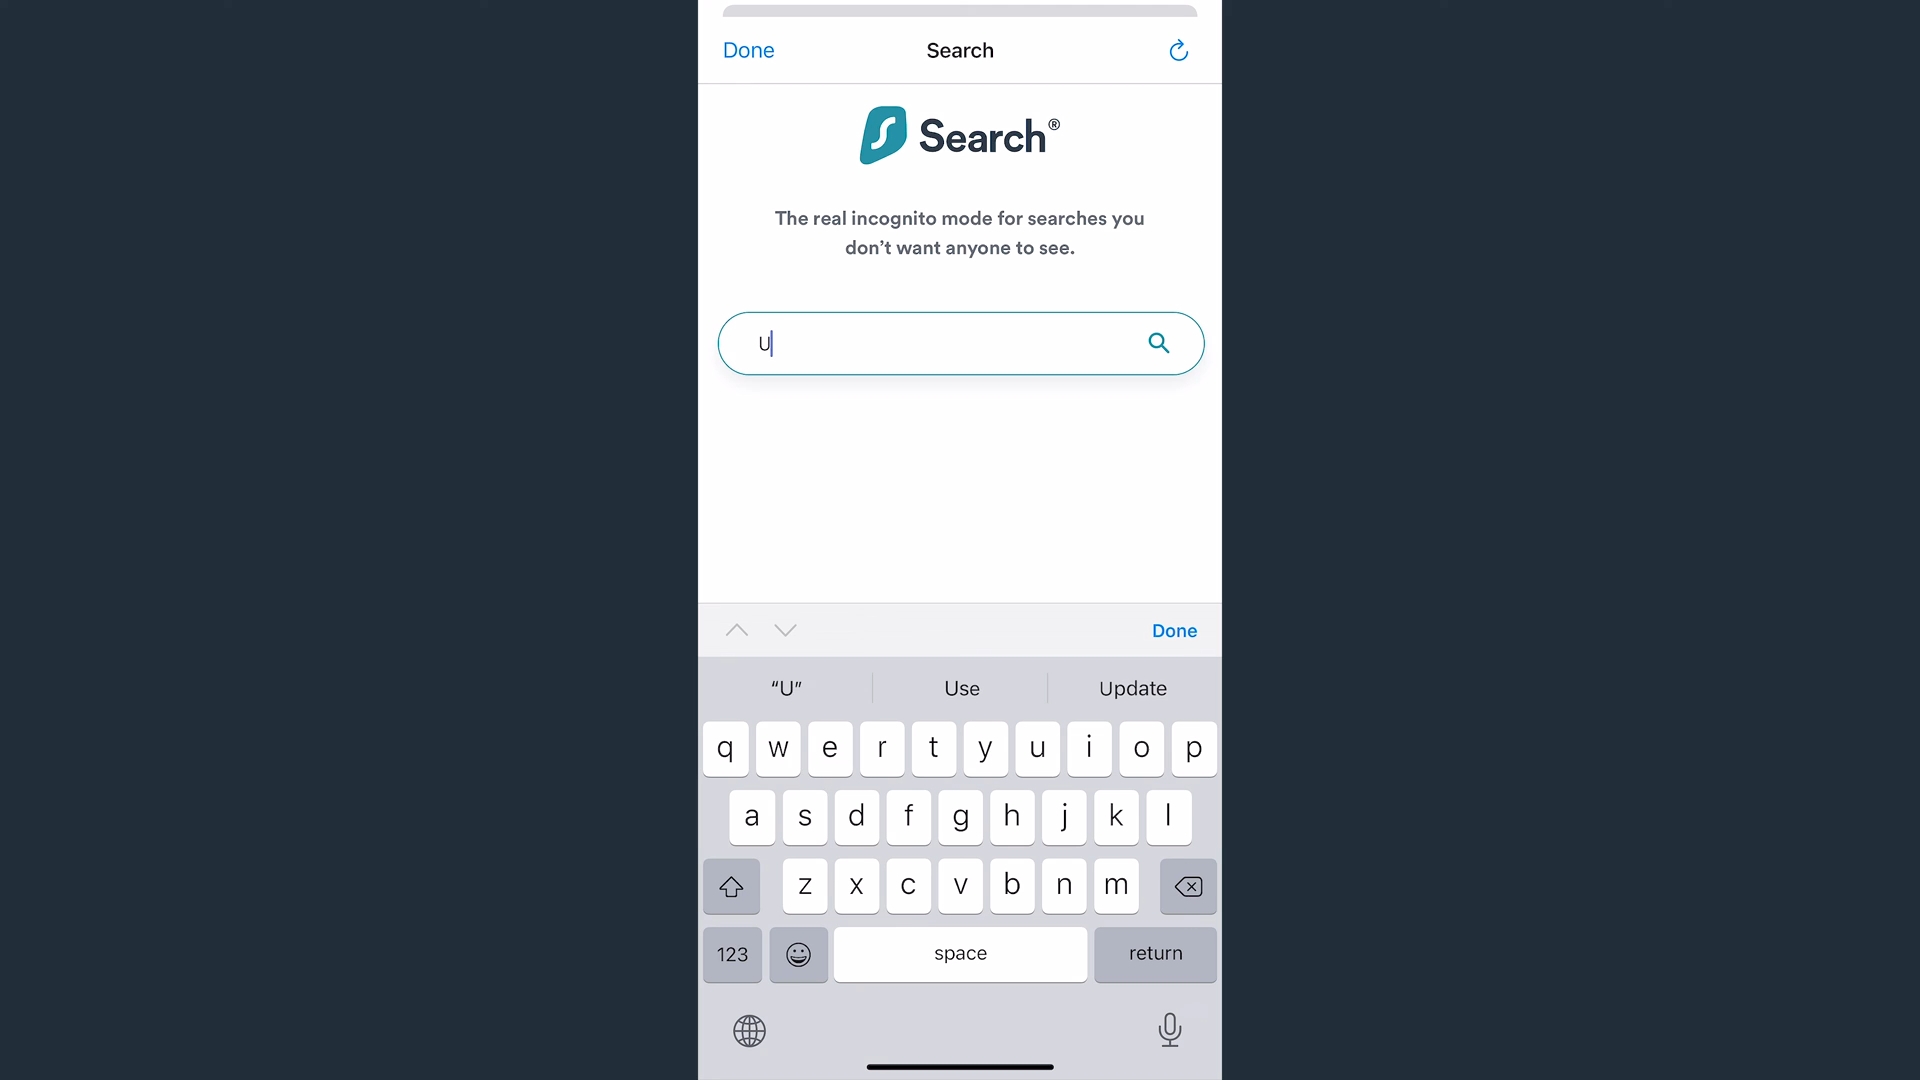 Done
Search
Search®
The real incognito mode for searches you
don’t want anyone to see.
U
Done
“U” Use Update
q w e r t y u i o p
a s d f g h j k l
z x c v b n m
123 space return